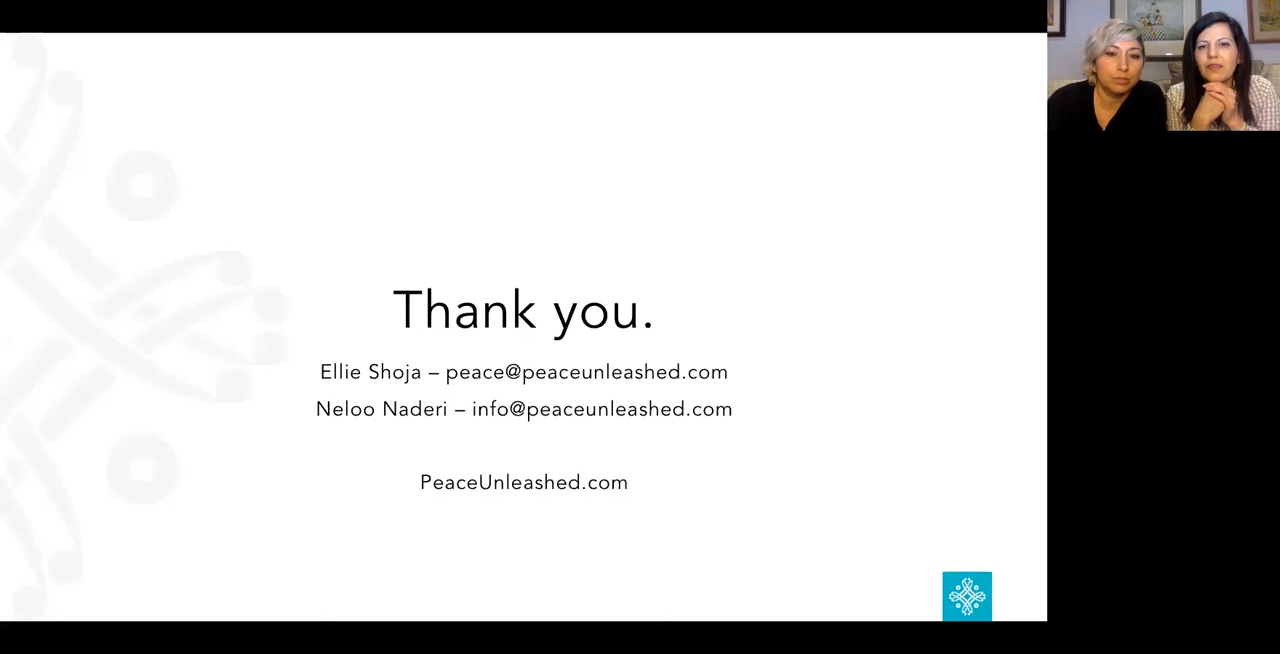 Thank you.
Ellie Shoja – peace@peaceunleashed.com
Neloo Naderi – info@peaceunleashed.com
PeaceUnleashed.com